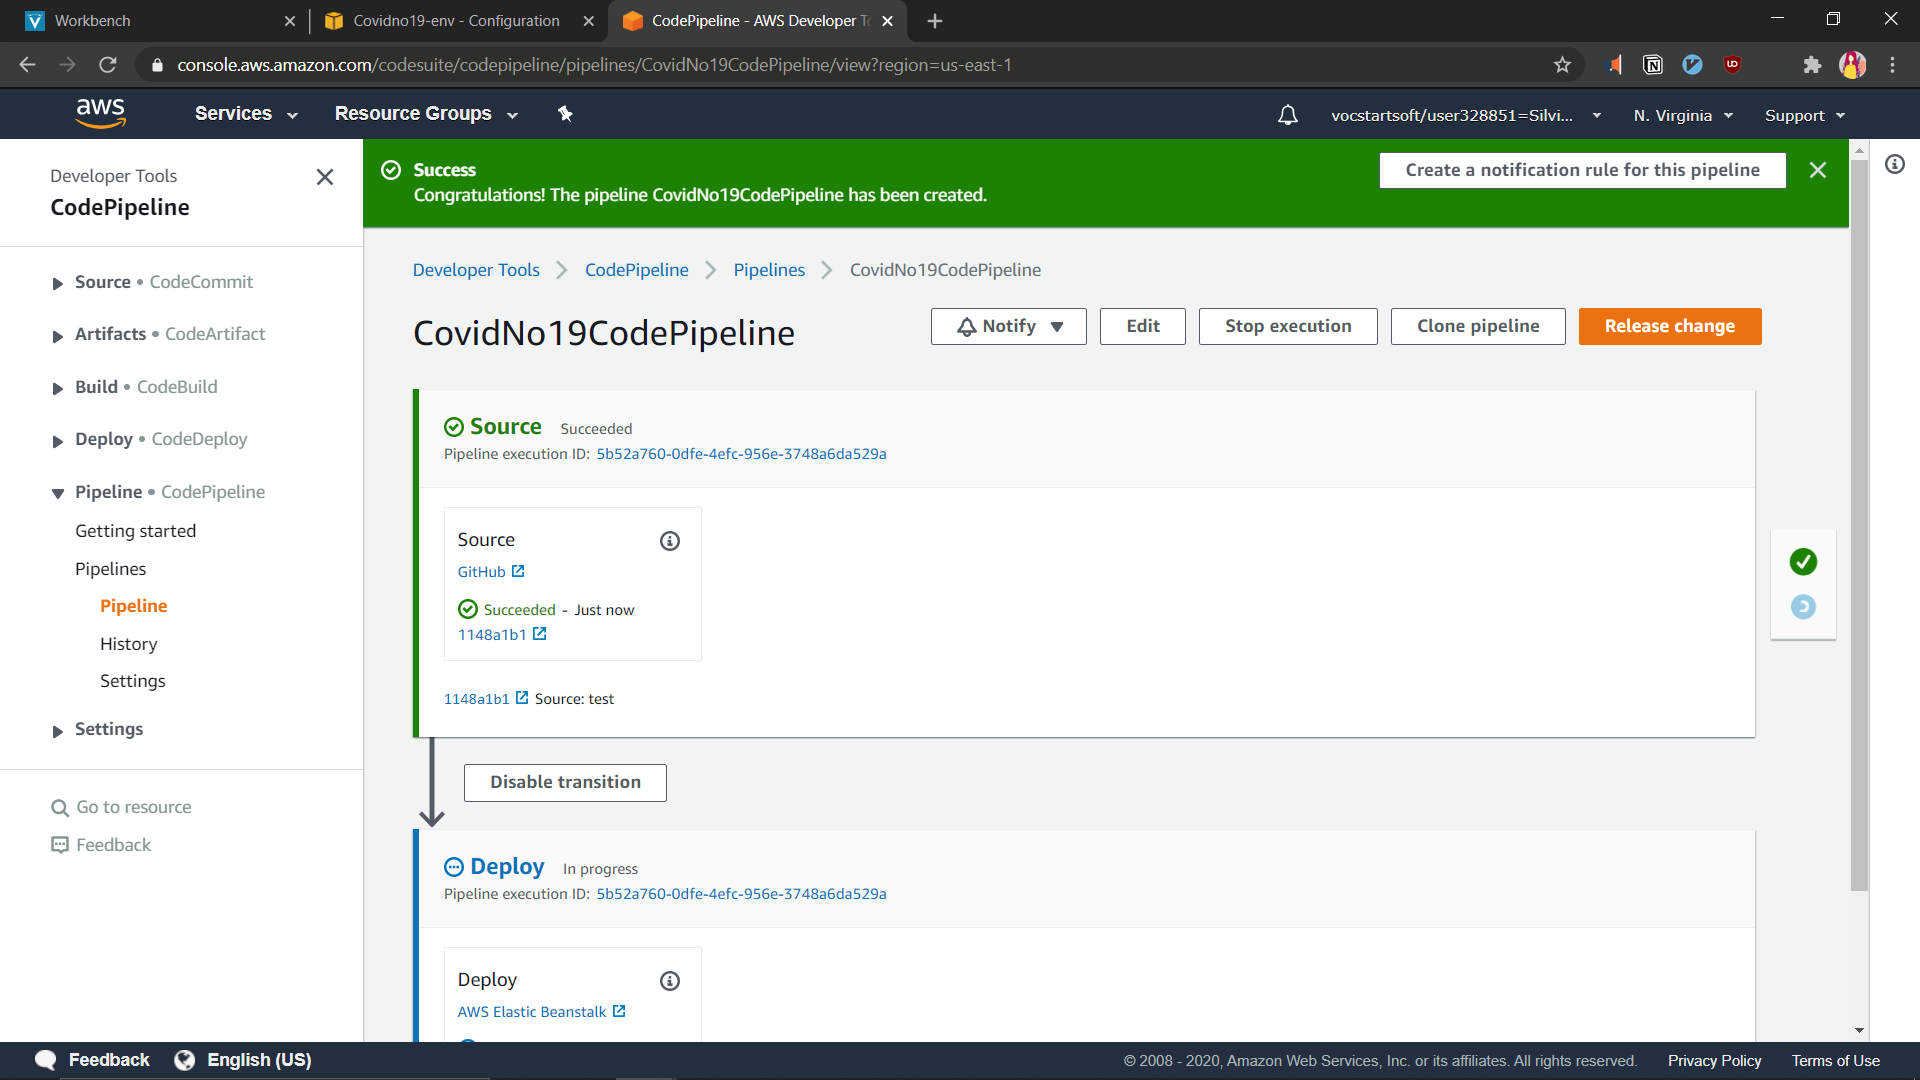 Workbench
Covidno19-env - Configuration
CodePipeline - AWS Developer To
console.aws.amazon.com/codesuite/codepipeline/pipelines/CovidNo19CodePipeline/view?region=us-east-1
aws
Services
Resource Groups
vocstartsoft/user328851=Silvi...
N. Virginia
Support
Developer Tools
CodePipeline
Source • CodeCommit
Artifacts • CodeArtifact
Build • CodeBuild
Deploy • CodeDeploy
Pipeline • CodePipeline
Getting started
Pipelines
Pipeline
History
Settings
Settings
Go to resource
Feedback
Success
Congratulations! The pipeline CovidNo19CodePipeline has been created.
Create a notification rule for this pipeline
Developer Tools > CodePipeline > Pipelines > CovidNo19CodePipeline
CovidNo19CodePipeline
Notify
Edit
Stop execution
Clone pipeline
Release change
Source Succeeded
Pipeline execution ID: 5b52a760-0dfe-4efc-956e-3748a6da529a
Source
GitHub
Succeeded - Just now
1148a1b1
1148a1b1 Source: test
Disable transition
Deploy In progress
Pipeline execution ID: 5b52a760-0dfe-4efc-956e-3748a6da529a
Deploy
AWS Elastic Beanstalk
Feedback
English (US)
© 2008 - 2020, Amazon Web Services, Inc. or its affiliates. All rights reserved.
Privacy Policy
Terms of Use